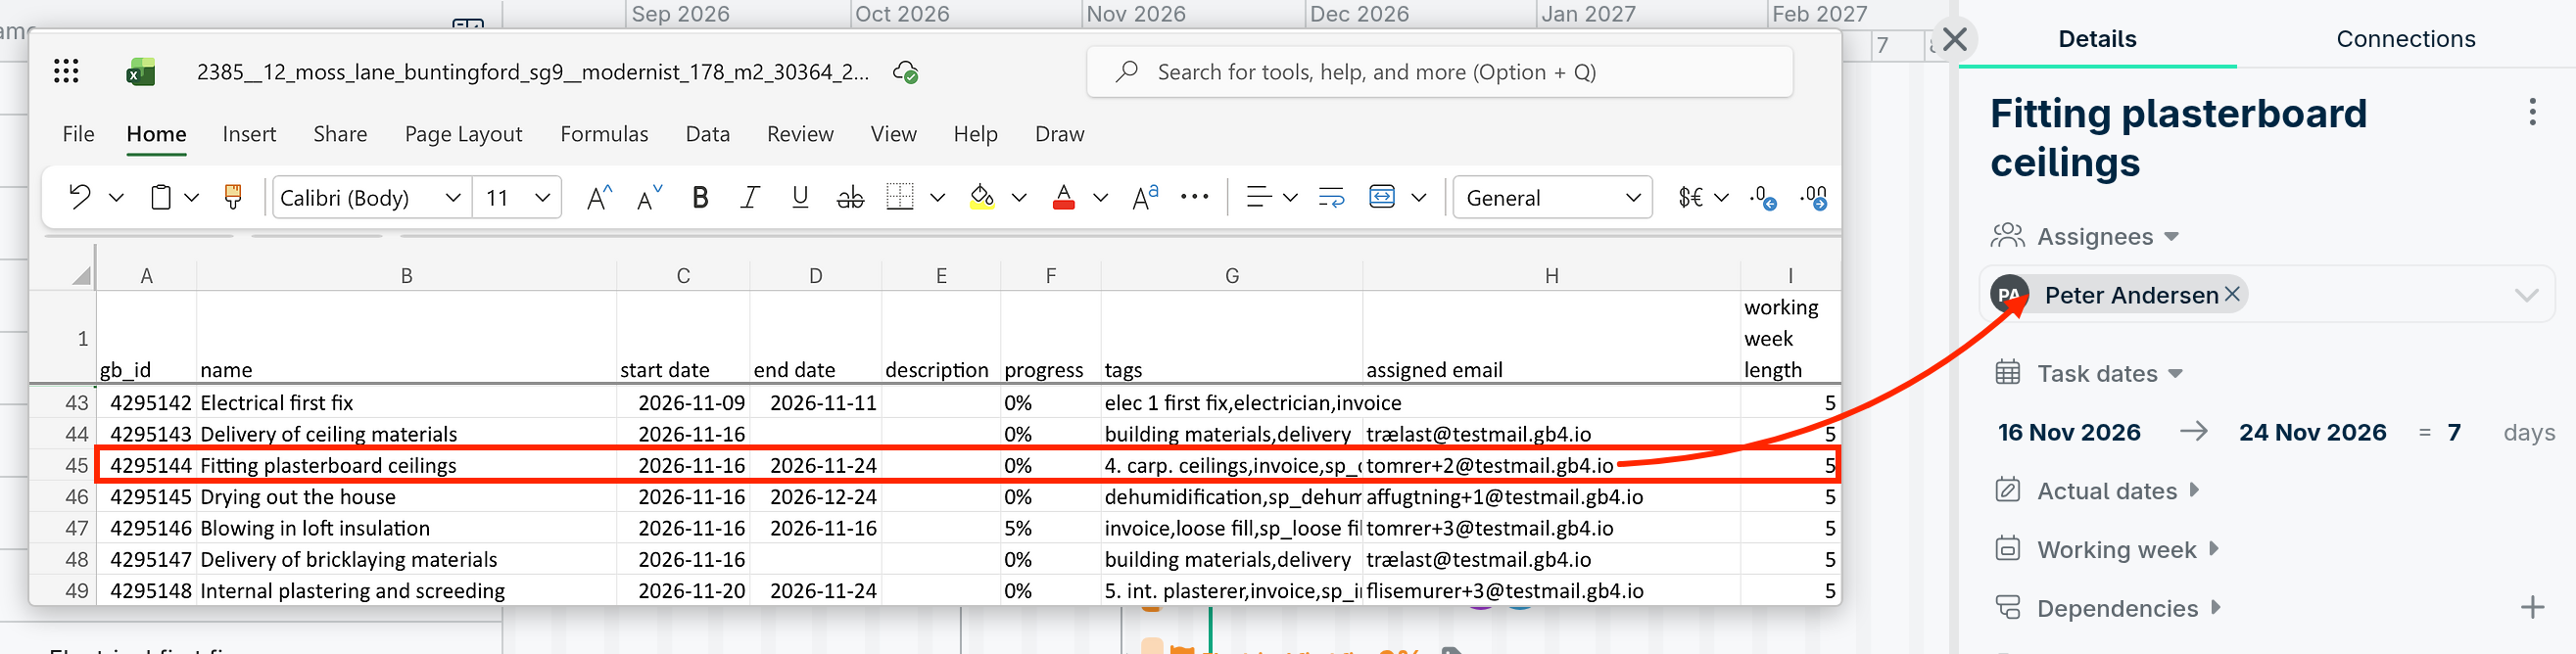 Sep 2026 Oct 2026 Nov 2026 Dec 2026 Jan 2027 Feb 2027
7
2385__12_moss_lane_buntingford_sg9__modernist_178_m2_30364_2...
Search for tools, help, and more (Option + Q)
File Home Insert Share Page Layout Formulas Data Review View Help Draw
Calibri (Body) 11 General
A B C D E F G H I
1 gb_id name start date end date description progress tags assigned email working week length
43 4295142 Electrical first fix 2026-11-09 2026-11-11 0% elec 1 first fix,electrician,invoice 5
44 4295143 Delivery of ceiling materials 2026-11-16 0% building materials,delivery trælast@testmail.gb4.io 5
45 4295144 Fitting plasterboard ceilings 2026-11-16 2026-11-24 0% 4. carp. ceilings,invoice,sp_c tomrer+2@testmail.gb4.io 5
46 4295145 Drying out the house 2026-11-16 2026-12-24 0% dehumidification,sp_dehum affugtning+1@testmail.gb4.io 5
47 4295146 Blowing in loft insulation 2026-11-16 2026-11-16 5% invoice,loose fill,sp_loose fil tomrer+3@testmail.gb4.io 5
48 4295147 Delivery of bricklaying materials 2026-11-16 0% building materials,delivery trælast@testmail.gb4.io 5
49 4295148 Internal plastering and screeding 2026-11-20 2026-11-24 0% 5. int. plasterer,invoice,sp_i flisemurer+3@testmail.gb4.io 5
Details Connections
Fitting plasterboard
ceilings
Assignees
PA Peter Andersen
Task dates
16 Nov 2026 → 24 Nov 2026 = 7 days
Actual dates
Working week
Dependencies